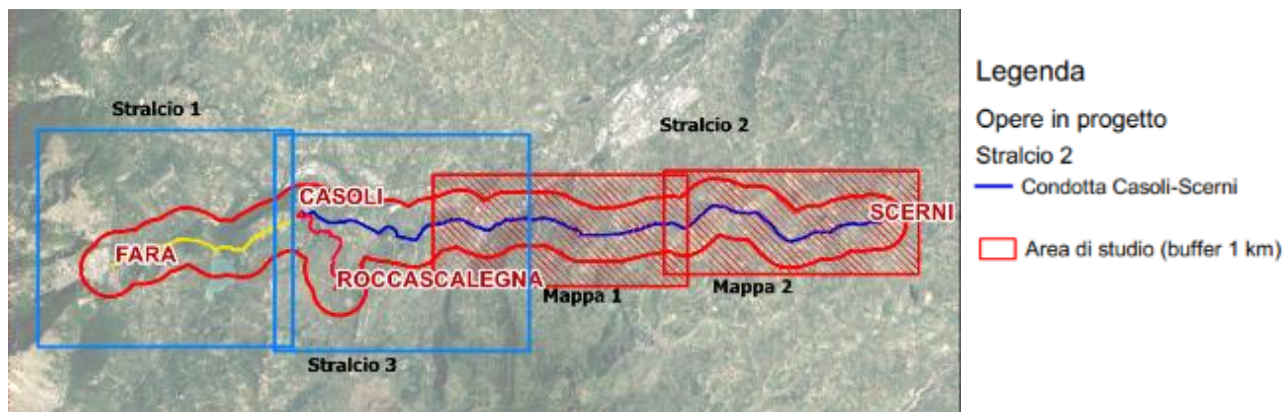 Stralcio 1
Stralcio 2
CASOLI
SCERNI
FARA
ROCCASCALEGNA
Mappa 1
Mappa 2
Stralcio 3
Legenda
Opere in progetto
Stralcio 2
Condotta Casoli-Scerni
Area di studio (buffer 1 km)